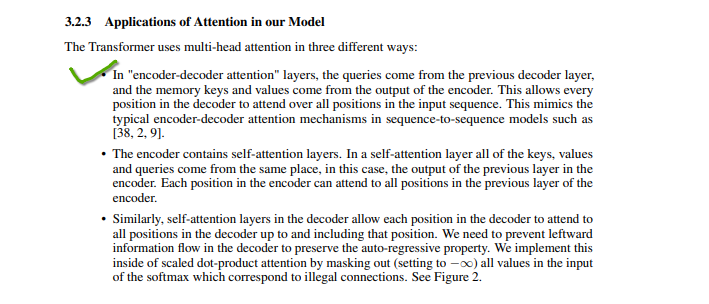 3.2.3 Applications of Attention in our Model
The Transformer uses multi-head attention in three different ways:
• In "encoder-decoder attention" layers, the queries come from the previous decoder layer,
and the memory keys and values come from the output of the encoder. This allows every
position in the decoder to attend over all positions in the input sequence. This mimics the
typical encoder-decoder attention mechanisms in sequence-to-sequence models such as
[38, 2, 9].
• The encoder contains self-attention layers. In a self-attention layer all of the keys, values
and queries come from the same place, in this case, the output of the previous layer in the
encoder. Each position in the encoder can attend to all positions in the previous layer of the
encoder.
• Similarly, self-attention layers in the decoder allow each position in the decoder to attend to
all positions in the decoder up to and including that position. We need to prevent leftward
information flow in the decoder to preserve the auto-regressive property. We implement this
inside of scaled dot-product attention by masking out (setting to −∞) all values in the input
of the softmax which correspond to illegal connections. See Figure 2.